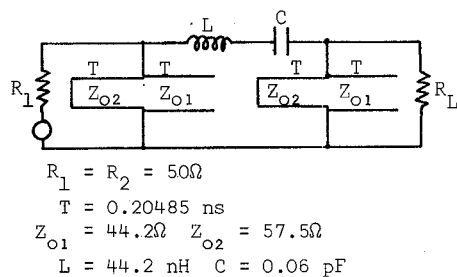 L C
T T T T
R1 Z02 Z01 Z02 Z01 RL
R1 = R2 = 50Ω
T = 0.20485 ns
Z01 = 44.2Ω Z02 = 57.5Ω
L = 44.2 nH C = 0.06 pF